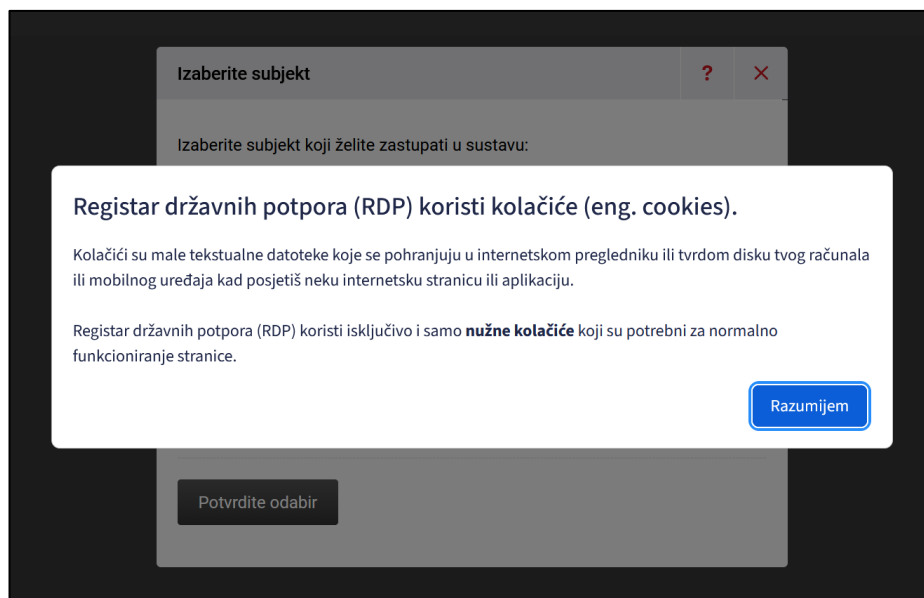 Izaberite subjekt
?
×
Izaberite subjekt koji želite zastupati u sustavu:
Registar državnih potpora (RDP) koristi kolačiće (eng. cookies).
Kolačići su male tekstualne datoteke koje se pohranjuju u internetskom pregledniku ili tvrdom disku tvog računala
ili mobilnog uređaja kad posjetiš neku internetsku stranicu ili aplikaciju.
Registar državnih potpora (RDP) koristi isključivo i samo nužne kolačiće koji su potrebni za normalno
funkcioniranje stranice.
Razumijem
Potvrdite odabir